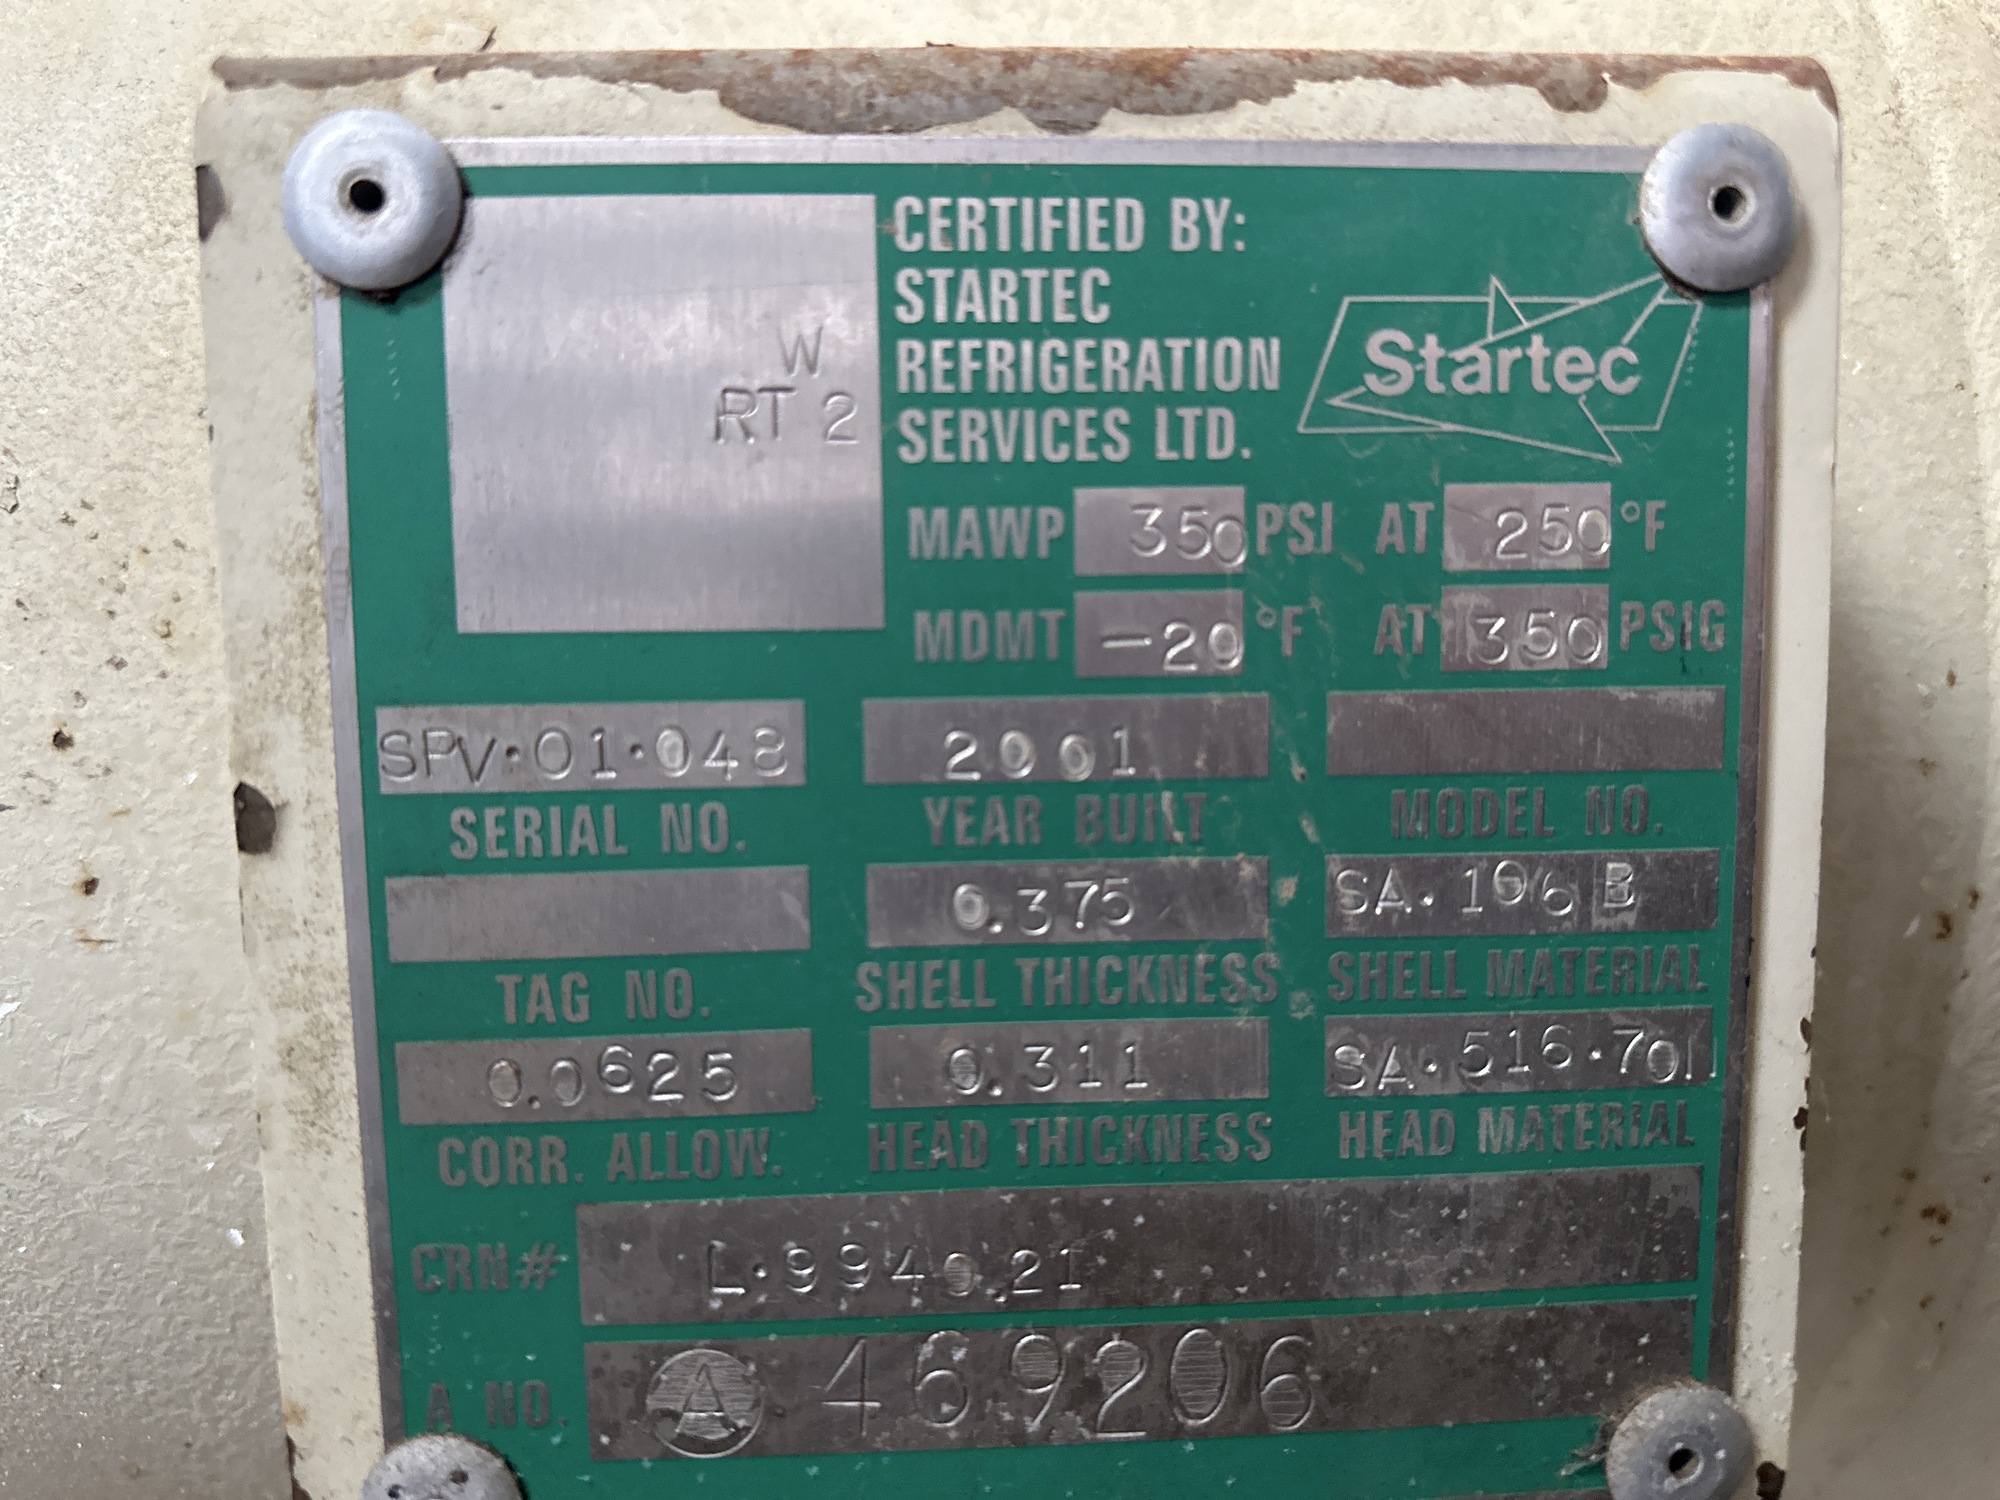 W
RT 2
CERTIFIED BY:
STARTEC
REFRIGERATION
SERVICES LTD.
Startec
MAWP 350 PSI AT 250 °F
MDMT -20 °F AT 350 PSIG
SPV·01·048 2001
SERIAL NO. YEAR BUILT MODEL NO.
0.375 SA·106 B
TAG NO. SHELL THICKNESS SHELL MATERIAL
0.0625 0.311 SA·516·70N
CORR. ALLOW. HEAD THICKNESS HEAD MATERIAL
CRN# L·9940.21
A NO. A 469206